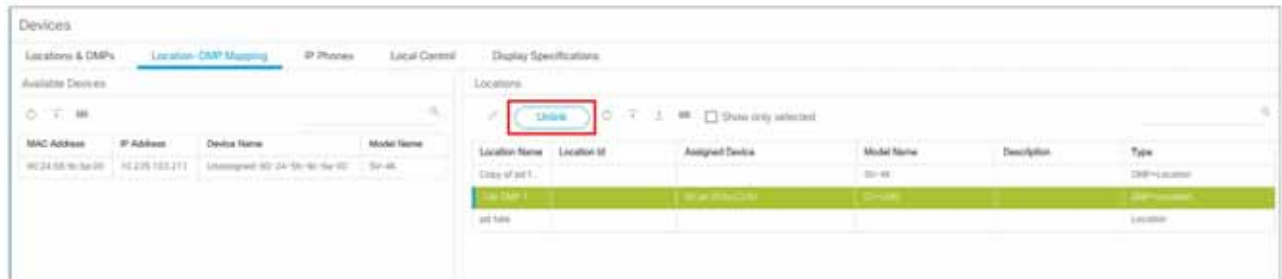 Devices
Locations & DMPs Location-DMP Mapping IP Phones Local Control Display Specifications
Available Devices
Locations
Unlink Show only selected
MAC Address IP Address Device Name Model Name
Location Name Location Id Assigned Device Model Name Description Type
SV-4K
Copy of SV-4K DMP+Location
Location